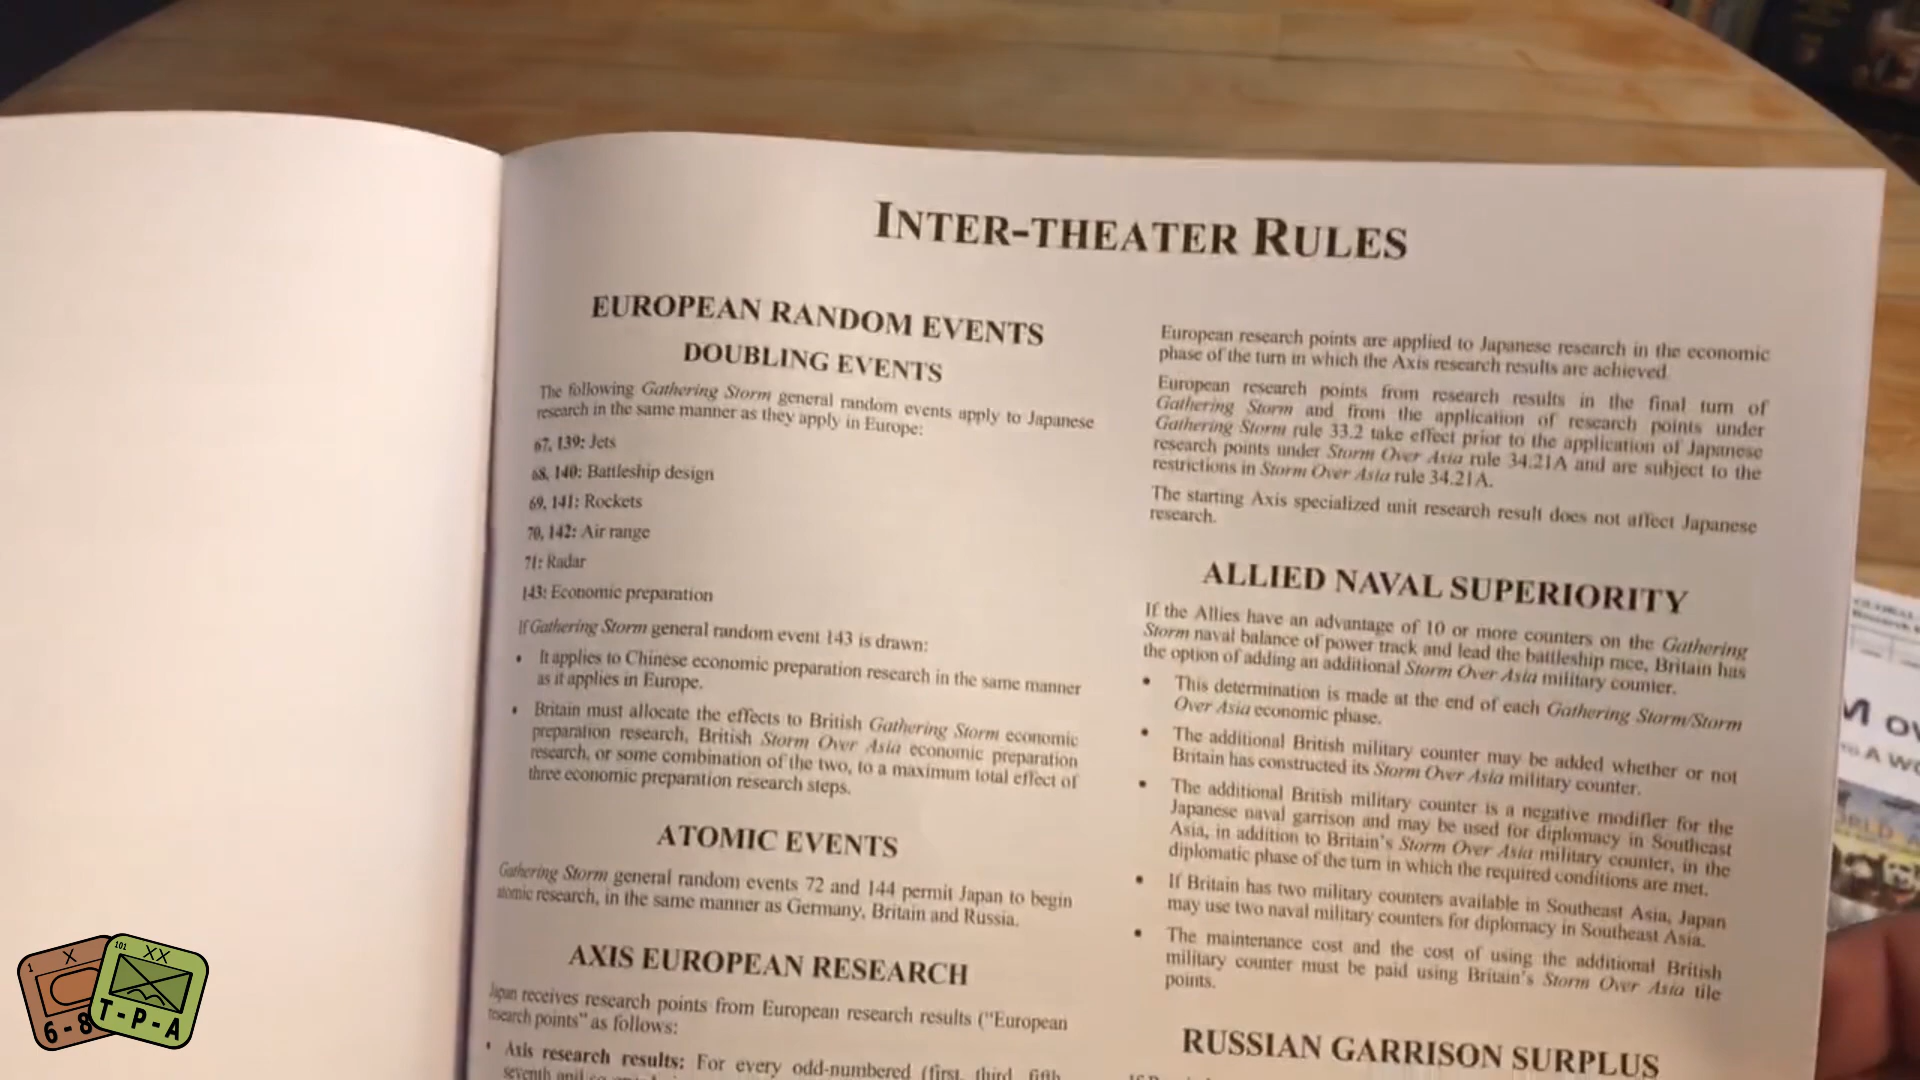 INTER-THEATER RULES
EUROPEAN RANDOM EVENTS
DOUBLING EVENTS
The following Gathering Storm general random events apply to Japanese
research in the same manner as they apply in Europe:
67, 139: Jets
68, 140: Battleship design
69, 141: Rockets
70, 142: Air range
71: Radar
143: Economic preparation
If Gathering Storm general random event 143 is drawn:
• It applies to Chinese economic preparation research in the same manner
as it applies in Europe.
• Britain must allocate the effects to British Gathering Storm economic
preparation research, British Storm Over Asia economic preparation
research, or some combination of the two, to a maximum total effect of
three economic preparation research steps.
ATOMIC EVENTS
Gathering Storm general random events 72 and 144 permit Japan to begin
atomic research, in the same manner as Germany, Britain and Russia.
AXIS EUROPEAN RESEARCH
Japan receives research points from European research results ("European
research points" as follows:
• Axis research results: For every odd-numbered (first, third, fifth
seventh and so
European research points are applied to Japanese research in the economic
phase of the turn in which the Axis research results are achieved.
European research points from research results in the final turn of
Gathering Storm and from the application of research points under
Gathering Storm rule 33.2 take effect prior to the application of Japanese
research points under Storm Over Asia rule 34.21A and are subject to the
restrictions in Storm Over Asia rule 34.21A.
The starting Axis specialized unit research result does not affect Japanese
research.
ALLIED NAVAL SUPERIORITY
If the Allies have an advantage of 10 or more counters on the Gathering
Storm naval balance of power track and lead the battleship race, Britain has
the option of adding an additional Storm Over Asia military counter.
• This determination is made at the end of each Gathering Storm/Storm
Over Asia economic phase.
• The additional British military counter may be added whether or not
Britain has constructed its Storm Over Asia military counter.
• The additional British military counter is a negative modifier for the
Japanese naval garrison and may be used for diplomacy in Southeast
Asia, in addition to Britain's Storm Over Asia military counter, in the
diplomatic phase of the turn in which the required conditions are met.
• If Britain has two military counters available in Southeast Asia, Japan
may use two naval military counters for diplomacy in Southeast Asia.
• The maintenance cost and the cost of using the additional British
military counter must be paid using Britain's Storm Over Asia tile
points.
RUSSIAN GARRISON SURPLUS
M OV
A WO
1 X
6-8
101 XX
T-P-A